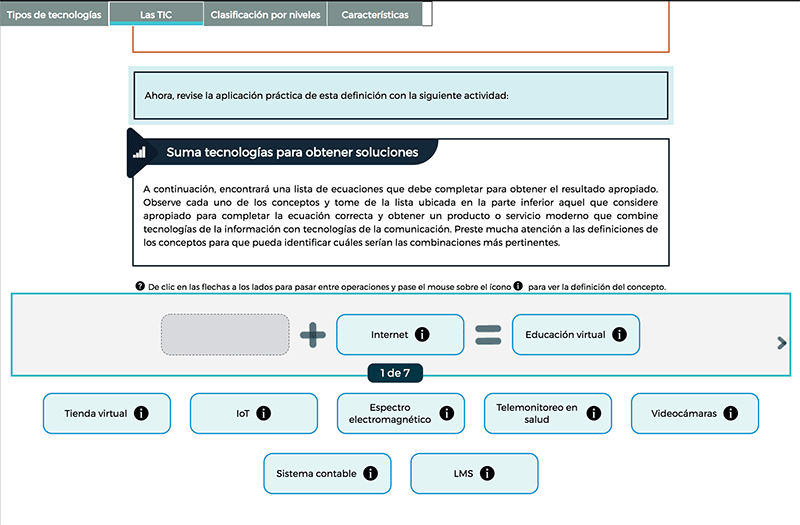 Tipos de tecnologías
Las TIC
Clasificación por niveles
Características
Ahora, revise la aplicación práctica de esta definición con la siguiente actividad:
Suma tecnologías para obtener soluciones
A continuación, encontrará una lista de ecuaciones que debe completar para obtener el resultado apropiado.
Observe cada uno de los conceptos y tome de la lista ubicada en la parte inferior aquel que considere
apropiado para completar la ecuación correcta y obtener un producto o servicio moderno que combine
tecnologías de la información con tecnologías de la comunicación. Preste mucha atención a las definiciones de
los conceptos para que pueda identificar cuáles serían las combinaciones más pertinentes.
? De clic en las flechas a los lados para pasar entre operaciones y pase el mouse sobre el ícono i para ver la definición del concepto.
+
Internet i
=
Educación virtual i
>
1 de 7
Tienda virtual i
IoT i
Espectro
electromagnético i
Telemonitoreo en
salud i
Videocámaras i
Sistema contable i
LMS i